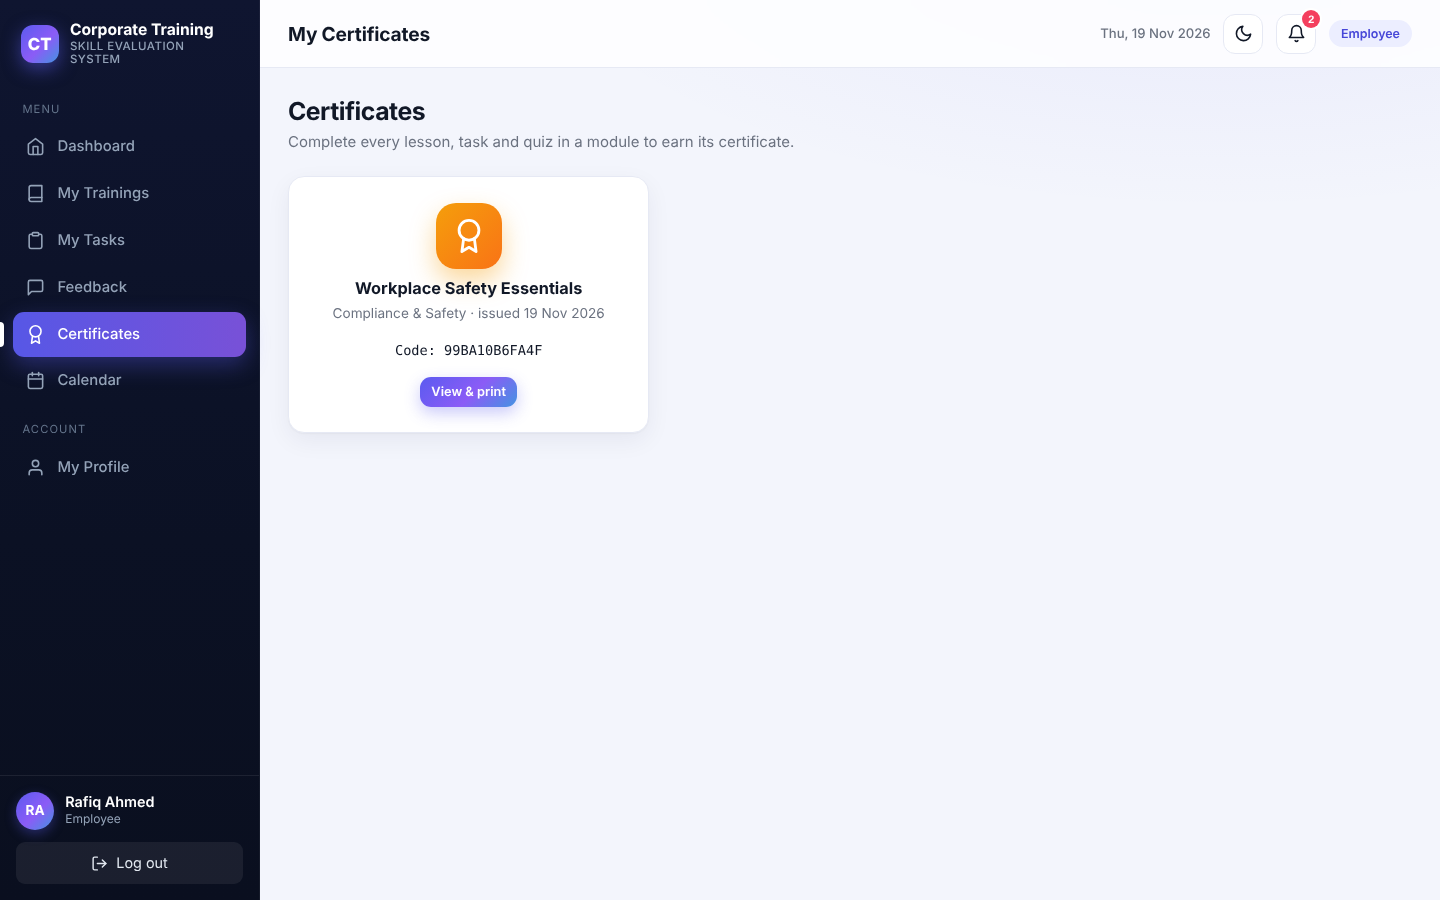 CT
Corporate Training
SKILL EVALUATION
SYSTEM
MENU
Dashboard
My Trainings
My Tasks
Feedback
Certificates
Calendar
ACCOUNT
My Profile
RA
Rafiq Ahmed
Employee
Log out
My Certificates
Thu, 19 Nov 2026
2
Employee
Certificates
Complete every lesson, task and quiz in a module to earn its certificate.
Workplace Safety Essentials
Compliance & Safety · issued 19 Nov 2026
Code: 99BA10B6FA4F
View & print